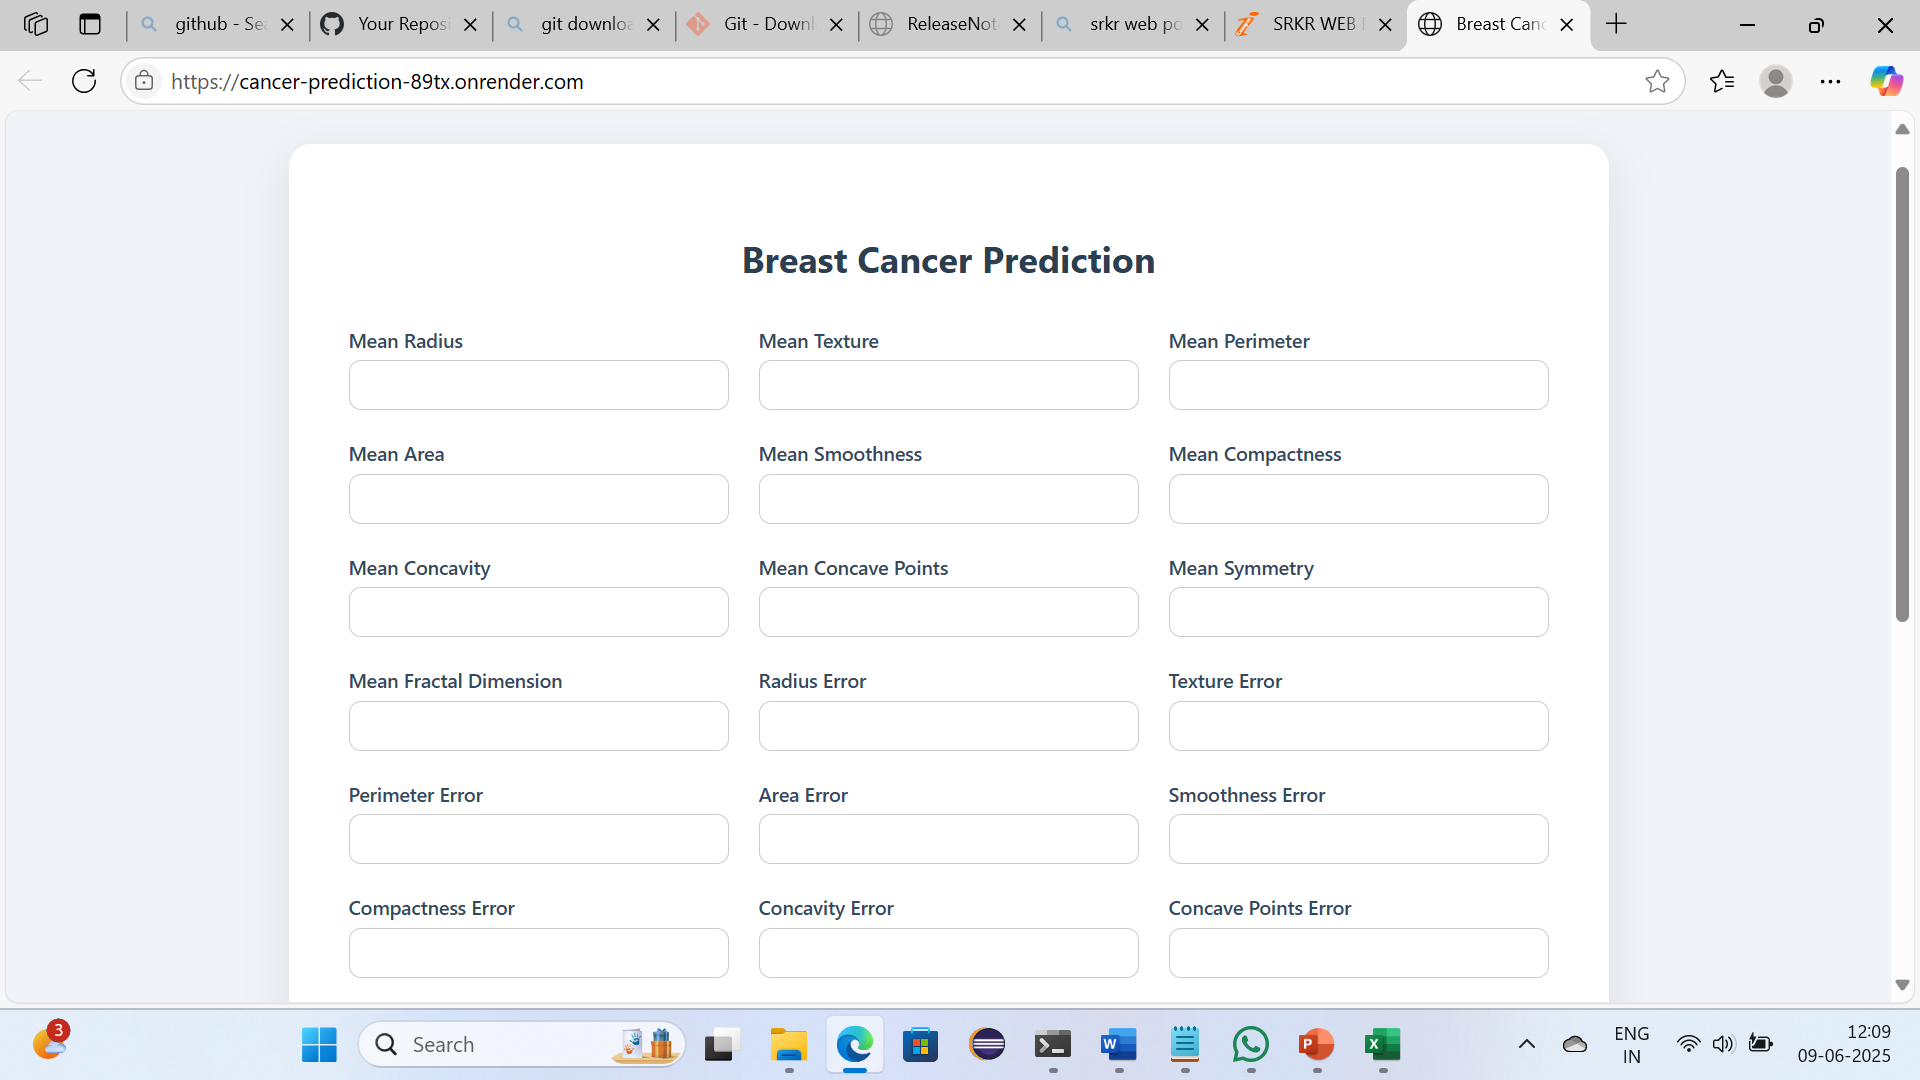 github - Se
Your Reposi
git downloa
Git - Downl
ReleaseNot
srkr web po
SRKR WEB
Breast Canc
https://cancer-prediction-89tx.onrender.com
Breast Cancer Prediction
Mean Radius
Mean Texture
Mean Perimeter
Mean Area
Mean Smoothness
Mean Compactness
Mean Concavity
Mean Concave Points
Mean Symmetry
Mean Fractal Dimension
Radius Error
Texture Error
Perimeter Error
Area Error
Smoothness Error
Compactness Error
Concavity Error
Concave Points Error
3
Search
ENG
IN
12:09
09-06-2025